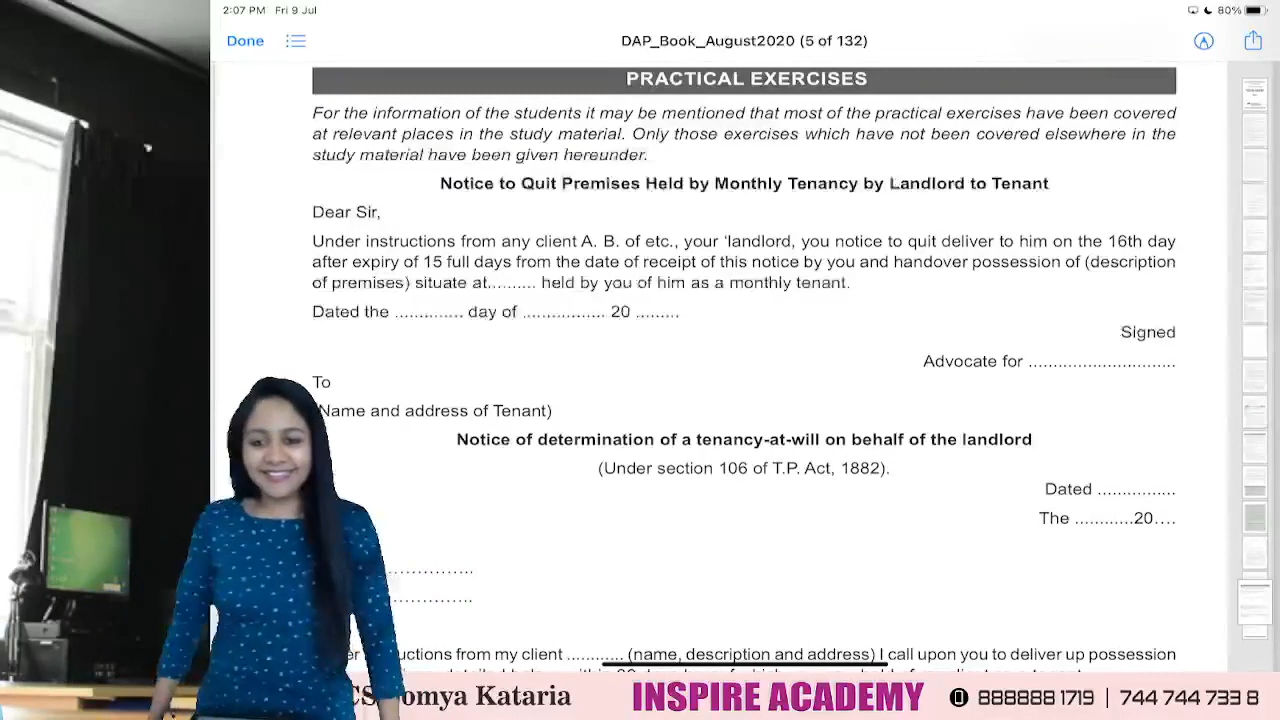 2:07 PM Fri 9 Jul
80%
Done
DAP_Book_August2020 (5 of 132)
PRACTICAL EXERCISES
For the information of the students it may be mentioned that most of the practical exercises have been covered
at relevant places in the study material. Only those exercises which have not been covered elsewhere in the
study material have been given hereunder.
Notice to Quit Premises Held by Monthly Tenancy by Landlord to Tenant
Dear Sir,
Under instructions from any client A. B. of etc., your 'landlord, you notice to quit deliver to him on the 16th day
after expiry of 15 full days from the date of receipt of this notice by you and handover possession of (description
of premises) situate at.......... held by you of him as a monthly tenant.
Dated the .............. day of ................. 20 .........
Signed
Advocate for ..............................
To
Name and address of Tenant)
Notice of determination of a tenancy-at-will on behalf of the landlord
(Under section 106 of T.P. Act, 1882).
Dated ................
The ............20....
..................
..................
uctions from my client ............ (name, description and address) I call upon you to deliver up possession
CS omya Kataria
INSPIRE ACADEMY
888888 1719 | 744 744 733 8